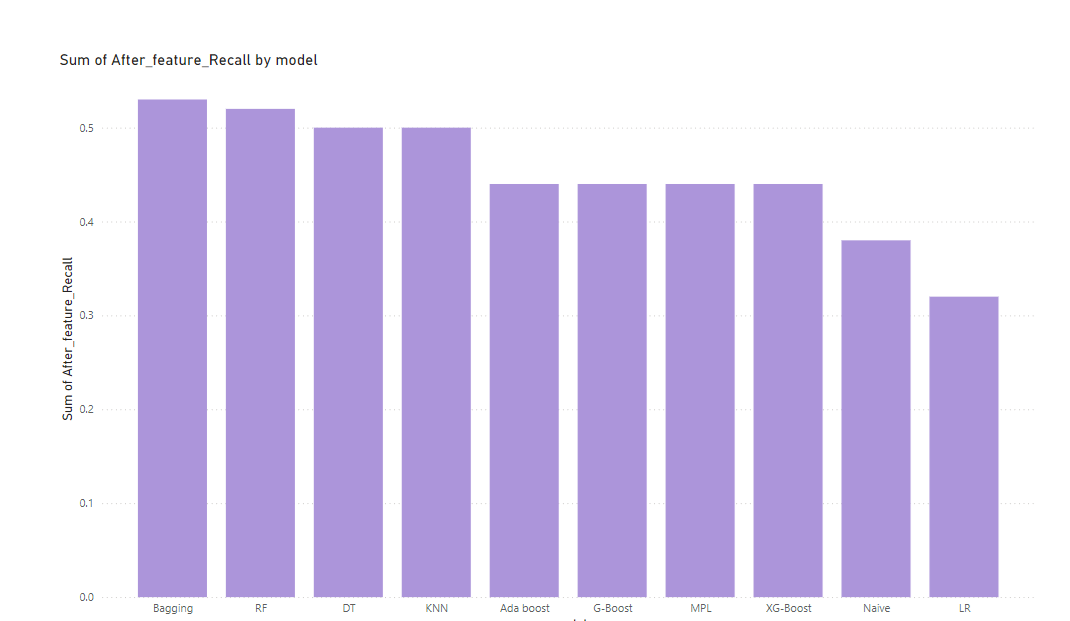 Sum of After_feature_Recall by model
Sum of After_feature_Recall
0.5
0.4
0.3
0.2
0.1
0.0
Bagging RF DT KNN Ada boost G-Boost MPL XG-Boost Naive LR